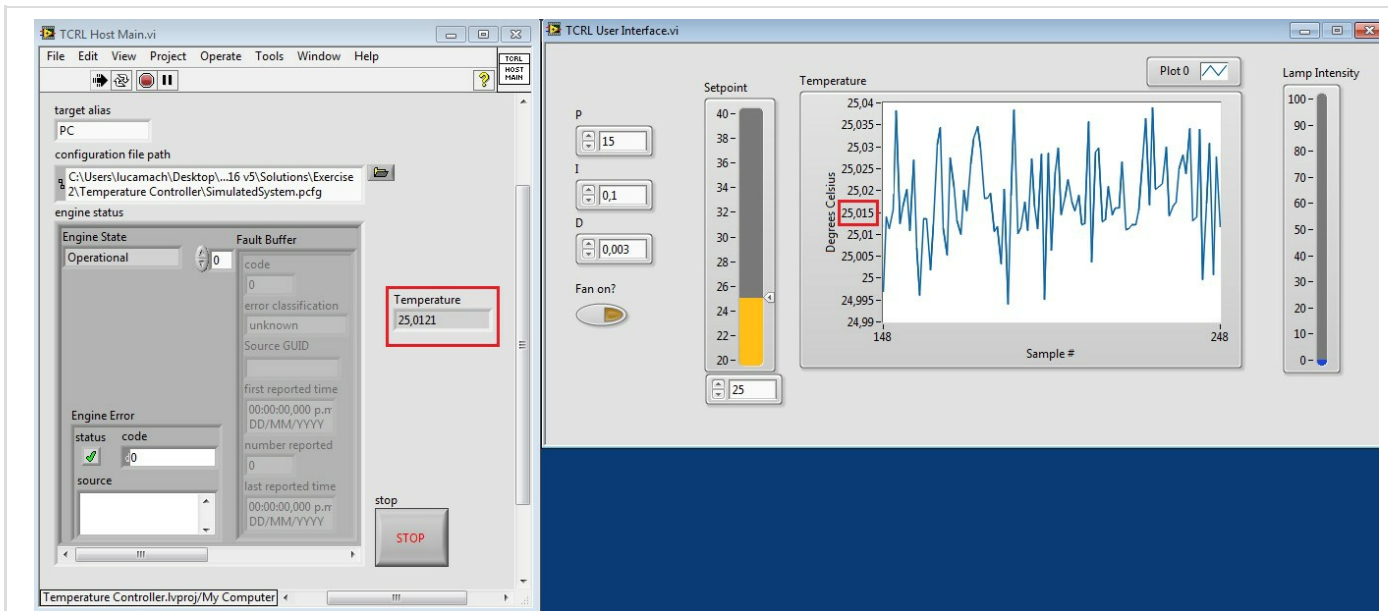 TCRL Host Main.vi
File Edit View Project Operate Tools Window Help
TCRL
HOST
MAIN
target alias
PC
configuration file path
C:\Users\lucamach\Desktop\...16 v5\Solutions\Exercise
2\Temperature Controller\SimulatedSystem.pcfg
engine status
Engine State
Operational
0
Fault Buffer
code
0
error classification
unknown
Source GUID
first reported time
00:00:00,000 p.m
DD/MM/YYYY
number reported
0
last reported time
00:00:00,000 p.m
DD/MM/YYYY
Engine Error
status code
0
source
Temperature
25,0121
stop
STOP
Temperature Controller.lvproj/My Computer
TCRL User Interface.vi
P
15
I
0,1
D
0,003
Fan on?
Setpoint
40
38
36
34
32
30
28
26
24
22
20
25
Temperature
Plot 0
Degrees Celsius
25,04
25,035
25,03
25,025
25,02
25,015
25,01
25,005
25
24,995
24,99
148
248
Sample #
Lamp Intensity
100
90
80
70
60
50
40
30
20
10
0